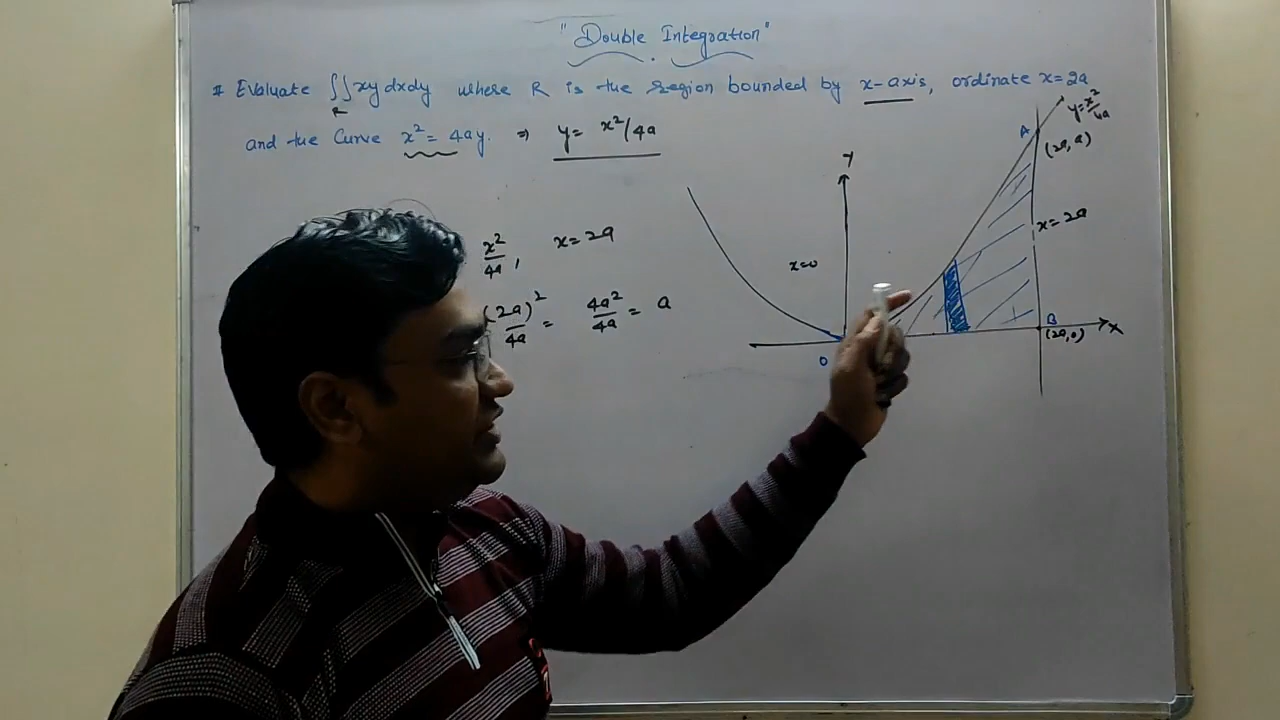 "Double Integration"
# Evaluate ∬ xy dxdy where R is the region bounded by x-axis, ordinate x=2a
R
and the Curve x² = 4ay. ⇒ y = x²/4a
y=x²/4a
A
(2a, a)
Y
x²/4a, x=2a
x=2a
x=0
(2a)²/4a = 4a²/4a = a
B
(2a,0)
X
O